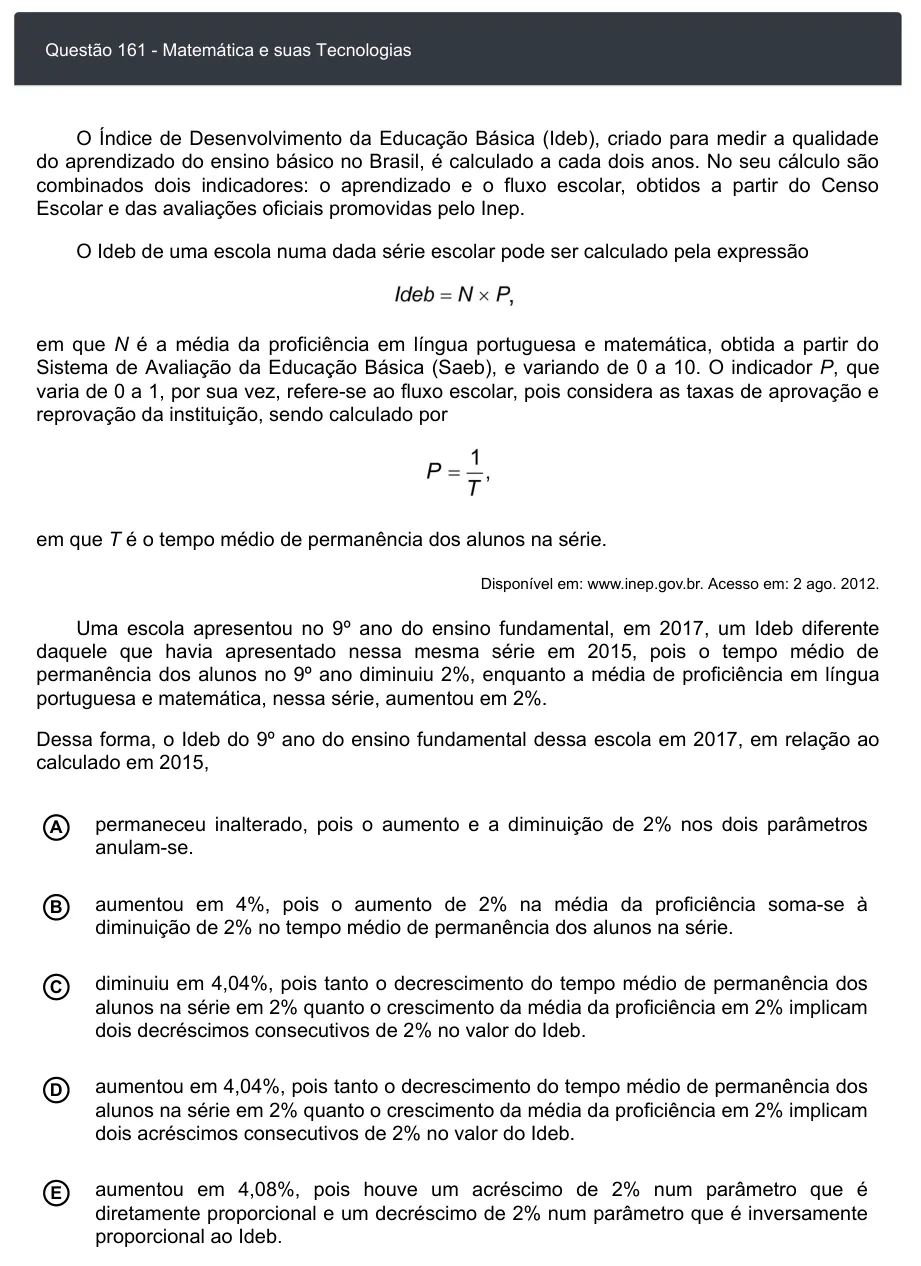 Questão 161 - Matemática e suas Tecnologias
O Índice de Desenvolvimento da Educação Básica (Ideb), criado para medir a qualidade
do aprendizado do ensino básico no Brasil, é calculado a cada dois anos. No seu cálculo são
combinados dois indicadores: o aprendizado e o fluxo escolar, obtidos a partir do Censo
Escolar e das avaliações oficiais promovidas pelo Inep.
O Ideb de uma escola numa dada série escolar pode ser calculado pela expressão
Ideb = N × P,
em que N é a média da proficiência em língua portuguesa e matemática, obtida a partir do
Sistema de Avaliação da Educação Básica (Saeb), e variando de 0 a 10. O indicador P, que
varia de 0 a 1, por sua vez, refere-se ao fluxo escolar, pois considera as taxas de aprovação e
reprovação da instituição, sendo calculado por
P = 1/T,
em que T é o tempo médio de permanência dos alunos na série.
Disponível em: www.inep.gov.br. Acesso em: 2 ago. 2012.
Uma escola apresentou no 9º ano do ensino fundamental, em 2017, um Ideb diferente
daquele que havia apresentado nessa mesma série em 2015, pois o tempo médio de
permanência dos alunos no 9º ano diminuiu 2%, enquanto a média de proficiência em língua
portuguesa e matemática, nessa série, aumentou em 2%.
Dessa forma, o Ideb do 9º ano do ensino fundamental dessa escola em 2017, em relação ao
calculado em 2015,
A permaneceu inalterado, pois o aumento e a diminuição de 2% nos dois parâmetros
anulam-se.
B aumentou em 4%, pois o aumento de 2% na média da proficiência soma-se à
diminuição de 2% no tempo médio de permanência dos alunos na série.
C diminuiu em 4,04%, pois tanto o decrescimento do tempo médio de permanência dos
alunos na série em 2% quanto o crescimento da média da proficiência em 2% implicam
dois decréscimos consecutivos de 2% no valor do Ideb.
D aumentou em 4,04%, pois tanto o decrescimento do tempo médio de permanência dos
alunos na série em 2% quanto o crescimento da média da proficiência em 2% implicam
dois acréscimos consecutivos de 2% no valor do Ideb.
E aumentou em 4,08%, pois houve um acréscimo de 2% num parâmetro que é
diretamente proporcional e um decréscimo de 2% num parâmetro que é inversamente
proporcional ao Ideb.